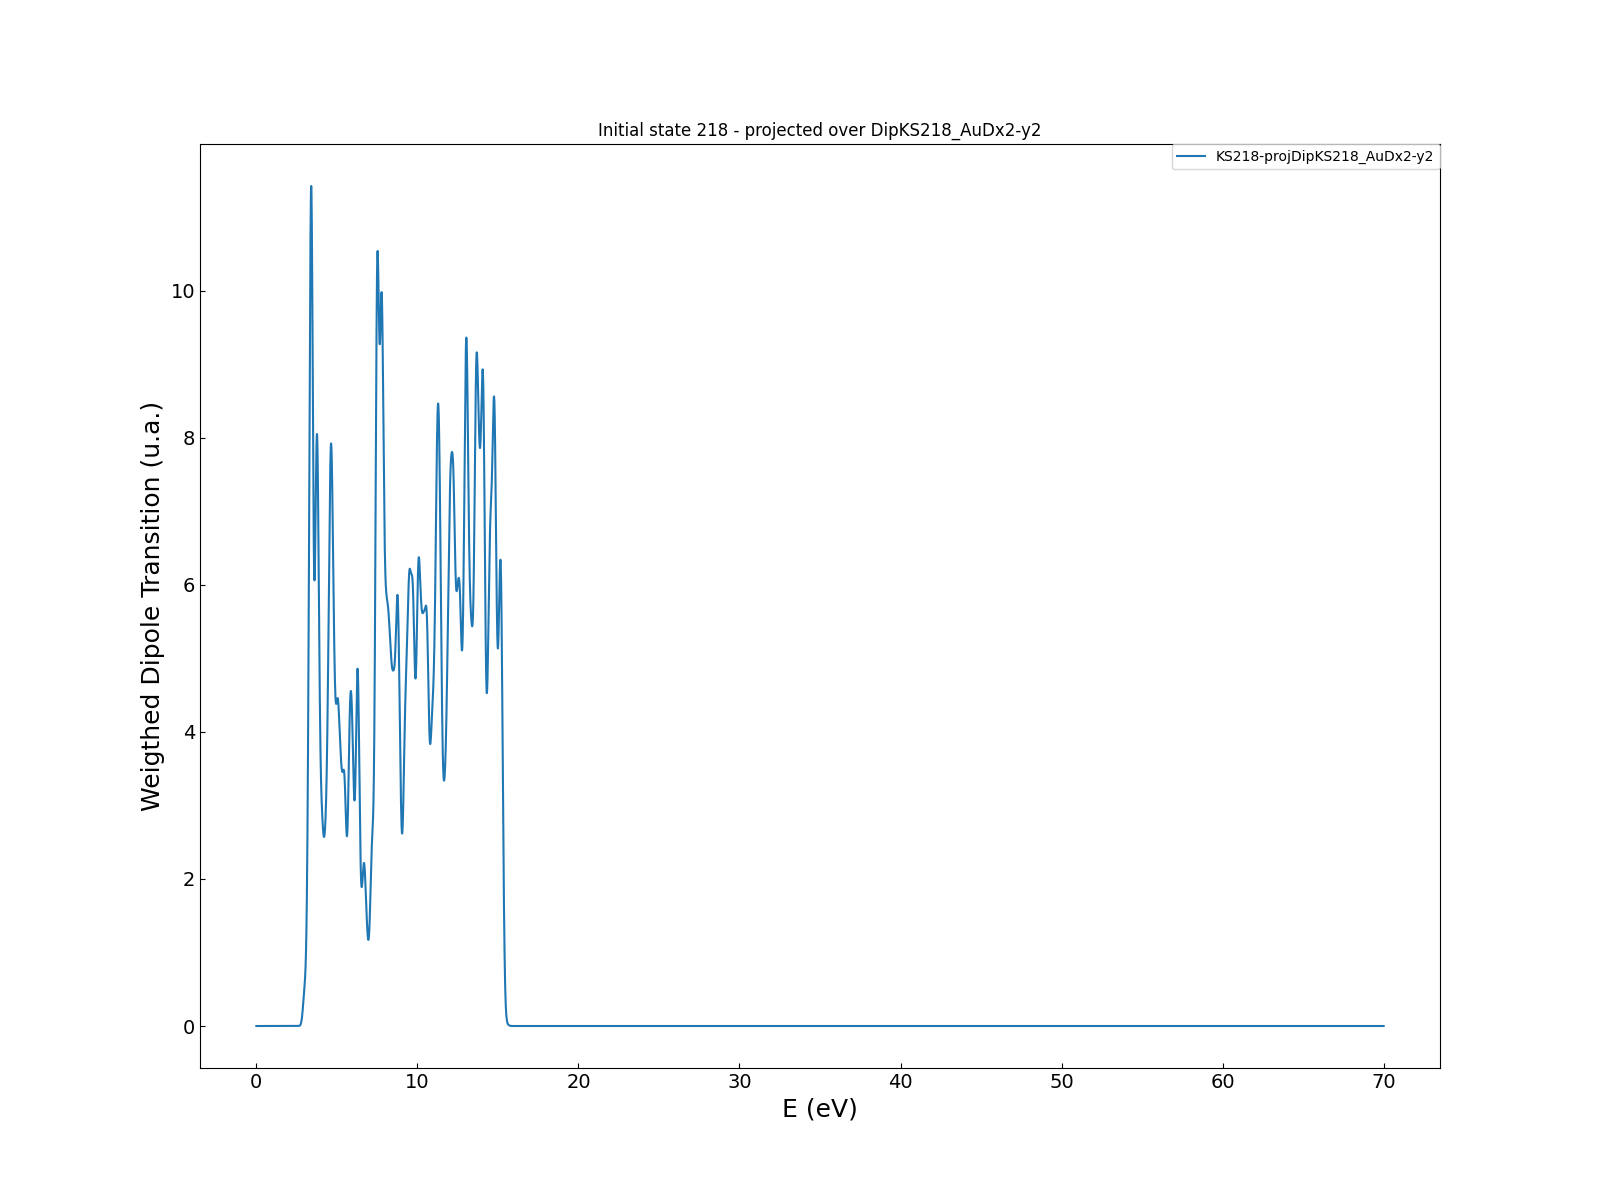 Initial state 218 - projected over DipKS218_AuDx2-y2
KS218-projDipKS218_AuDx2-y2
Weigthed Dipole Transition (u.a.)
10
8
6
4
2
0
0 10 20 30 40 50 60 70
E (eV)